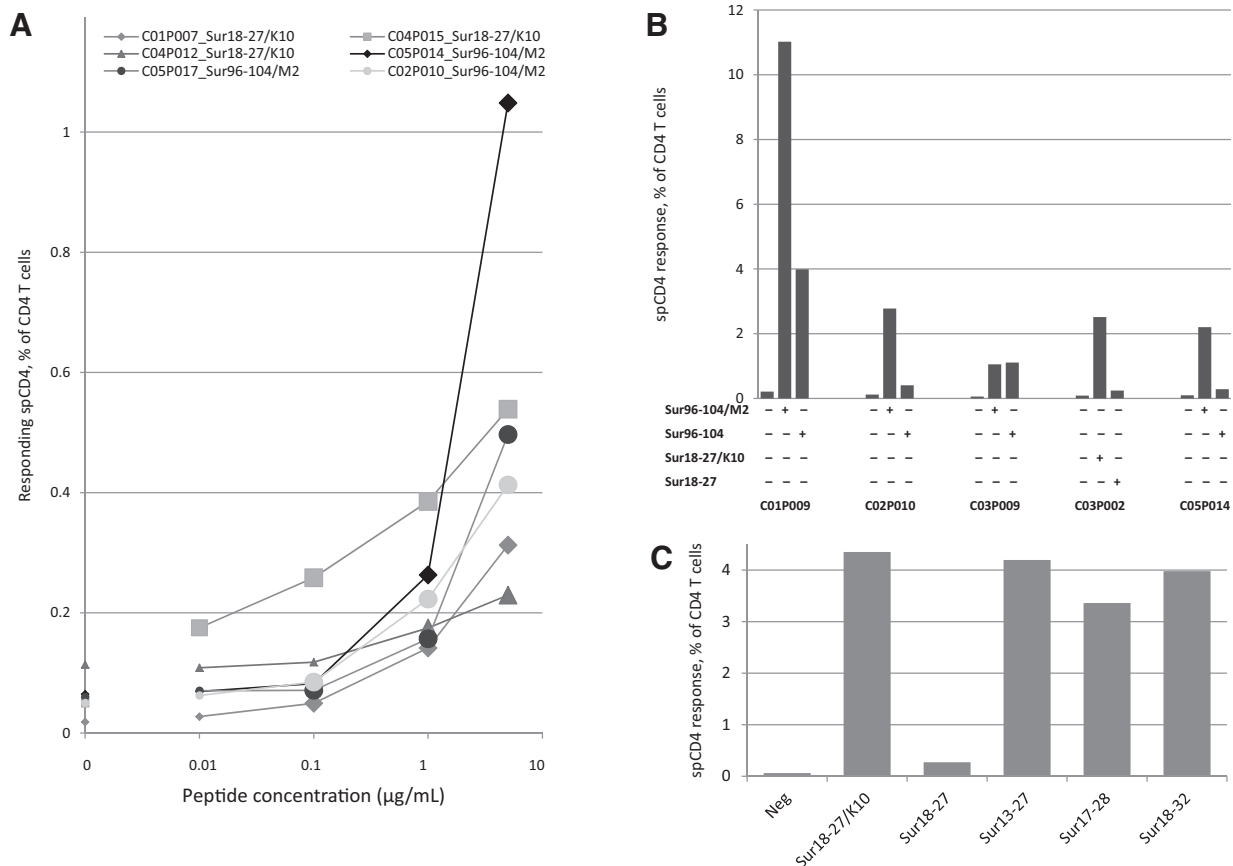 A
C01P007_Sur18-27/K10
C04P015_Sur18-27/K10
C04P012_Sur18-27/K10
C05P014_Sur96-104/M2
C05P017_Sur96-104/M2
C02P010_Sur96-104/M2
Responding spCD4, % of CD4 T cells
1
0.8
0.6
0.4
0.2
0
0 0.01 0.1 1 10
Peptide concentration (µg/mL)
B
spCD4 response, % of CD4 T cells
12
10
8
6
4
2
0
Sur96-104/M2 – + – – + – – + – – – – – + –
Sur96-104 – – + – – + – – + – – – – – +
Sur18-27/K10 – – – – – – – – – – + – – – –
Sur18-27 – – – – – – – – – – – + – – –
C01P009 C02P010 C03P009 C03P002 C05P014
C
spCD4 response, % of CD4 T cells
4
3
2
1
0
Neg
Sur18-27/K10
Sur18-27
Sur13-27
Sur17-28
Sur18-32